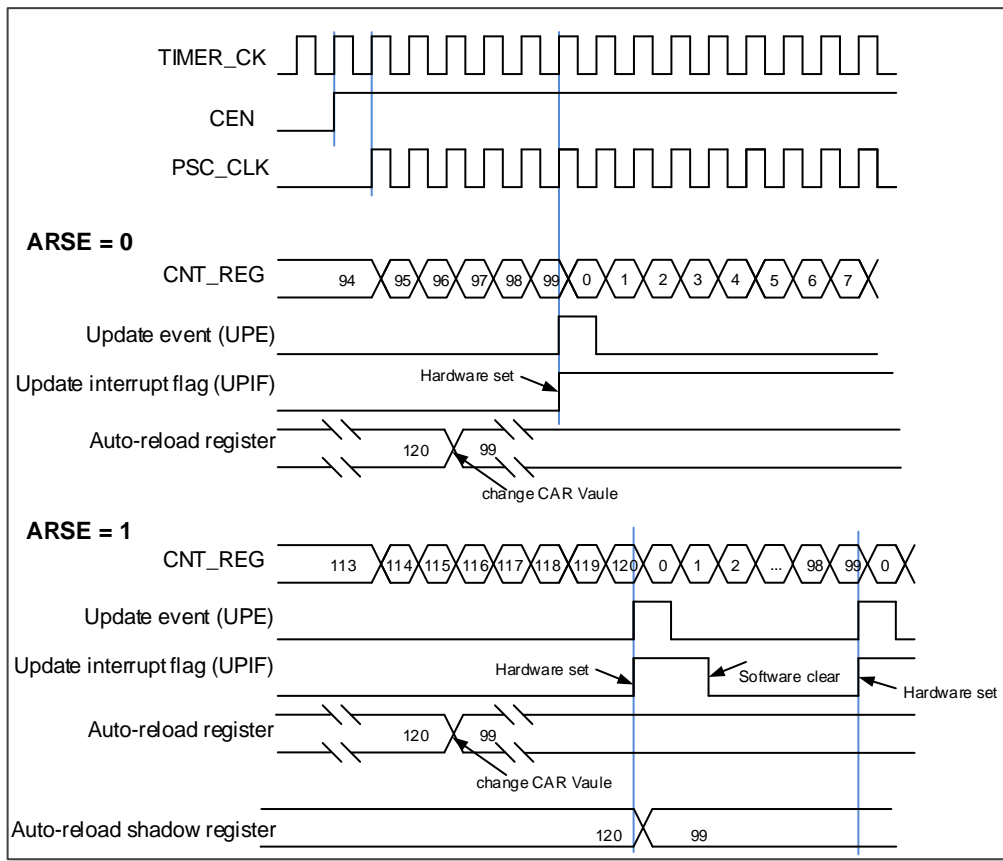 TIMER_CK
CEN
PSC_CLK
ARSE = 0
CNT_REG 94 95 96 97 98 99 0 1 2 3 4 5 6 7
Update event (UPE)
Update interrupt flag (UPIF) Hardware set
Auto-reload register 120 99
change CAR Vaule
ARSE = 1
CNT_REG 113 114 115 116 117 118 119 120 0 1 2 ... 98 99 0
Update event (UPE)
Update interrupt flag (UPIF) Hardware set Software clear Hardware set
Auto-reload register 120 99
change CAR Vaule
Auto-reload shadow register 120 99